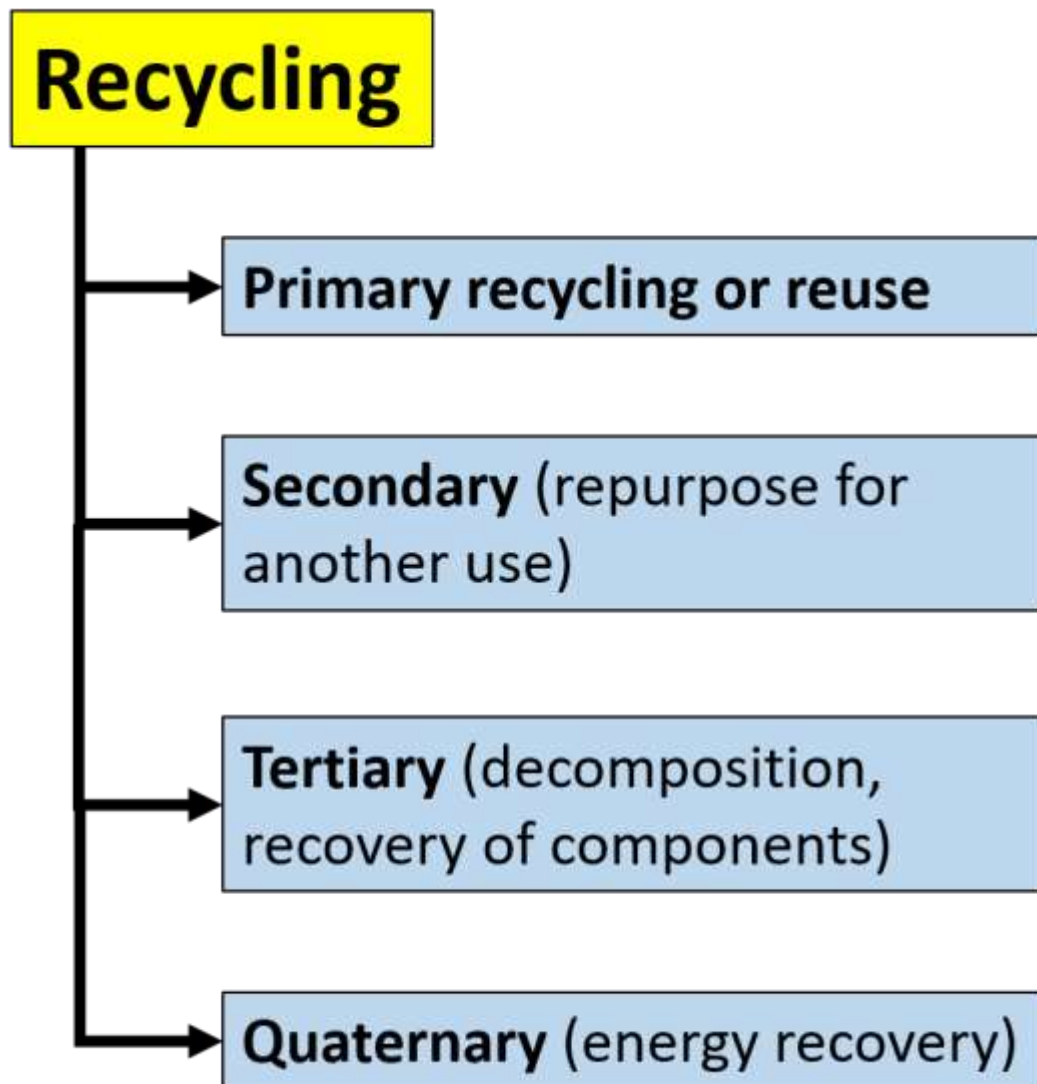 Recycling
Primary recycling or reuse
Secondary (repurpose for
another use)
Tertiary (decomposition,
recovery of components)
Quaternary (energy recovery)